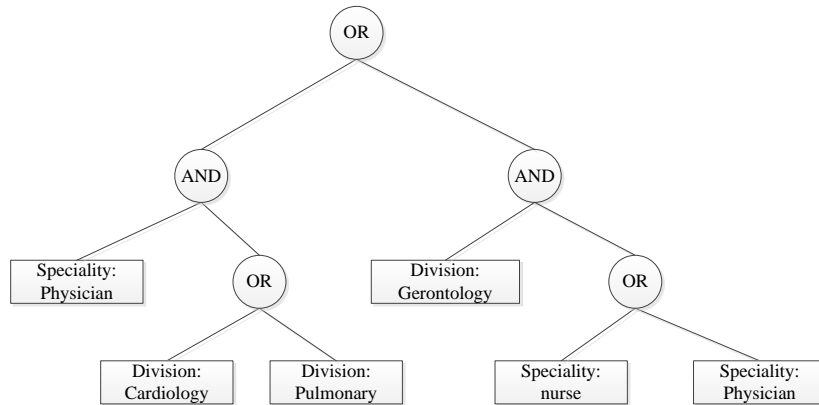 OR
AND
AND
Speciality:
Physician
OR
Division:
Gerontology
OR
Division:
Cardiology
Division:
Pulmonary
Speciality:
nurse
Speciality:
Physician